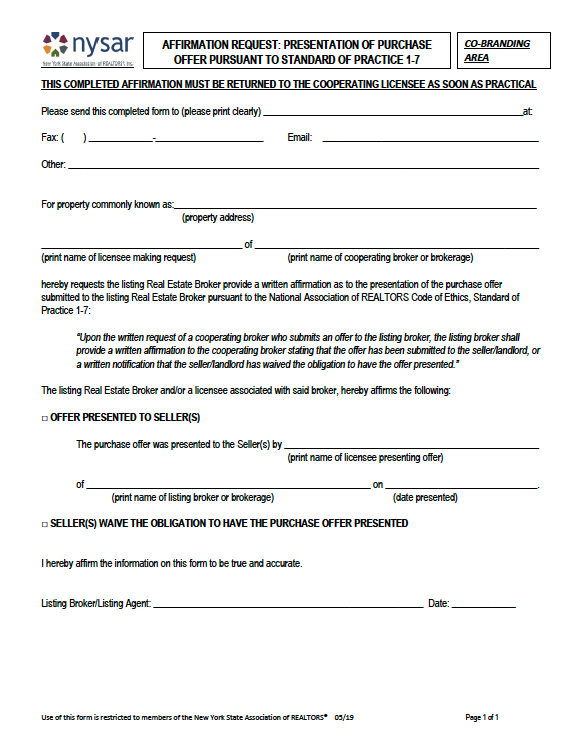 nysar
New York State Association of REALTORS®, Inc.
AFFIRMATION REQUEST: PRESENTATION OF PURCHASE
OFFER PURSUANT TO STANDARD OF PRACTICE 1-7
CO-BRANDING
AREA
THIS COMPLETED AFFIRMATION MUST BE RETURNED TO THE COOPERATING LICENSEE AS SOON AS PRACTICAL
Please send this completed form to (please print clearly) ____________________ at:
Fax: (    ) __________-__________ Email: ____________________
Other: ____________________
For property commonly known as:____________________
(property address)
____________________ of ____________________
(print name of licensee making request) (print name of cooperating broker or brokerage)
hereby requests the listing Real Estate Broker provide a written affirmation as to the presentation of the purchase offer
submitted to the listing Real Estate Broker pursuant to the National Association of REALTORS Code of Ethics, Standard of
Practice 1-7:
“Upon the written request of a cooperating broker who submits an offer to the listing broker, the listing broker shall
provide a written affirmation to the cooperating broker stating that the offer has been submitted to the seller/landlord, or
a written notification that the seller/landlord has waived the obligation to have the offer presented.”
The listing Real Estate Broker and/or a licensee associated with said broker, hereby affirms the following:
□ OFFER PRESENTED TO SELLER(S)
The purchase offer was presented to the Seller(s) by ____________________
(print name of licensee presenting offer)
of ____________________ on ____________________.
(print name of listing broker or brokerage) (date presented)
□ SELLER(S) WAIVE THE OBLIGATION TO HAVE THE PURCHASE OFFER PRESENTED
I hereby affirm the information on this form to be true and accurate.
Listing Broker/Listing Agent: ____________________ Date: __________
Use of this form is restricted to members of the New York State Association of REALTORS® 05/19 Page 1 of 1